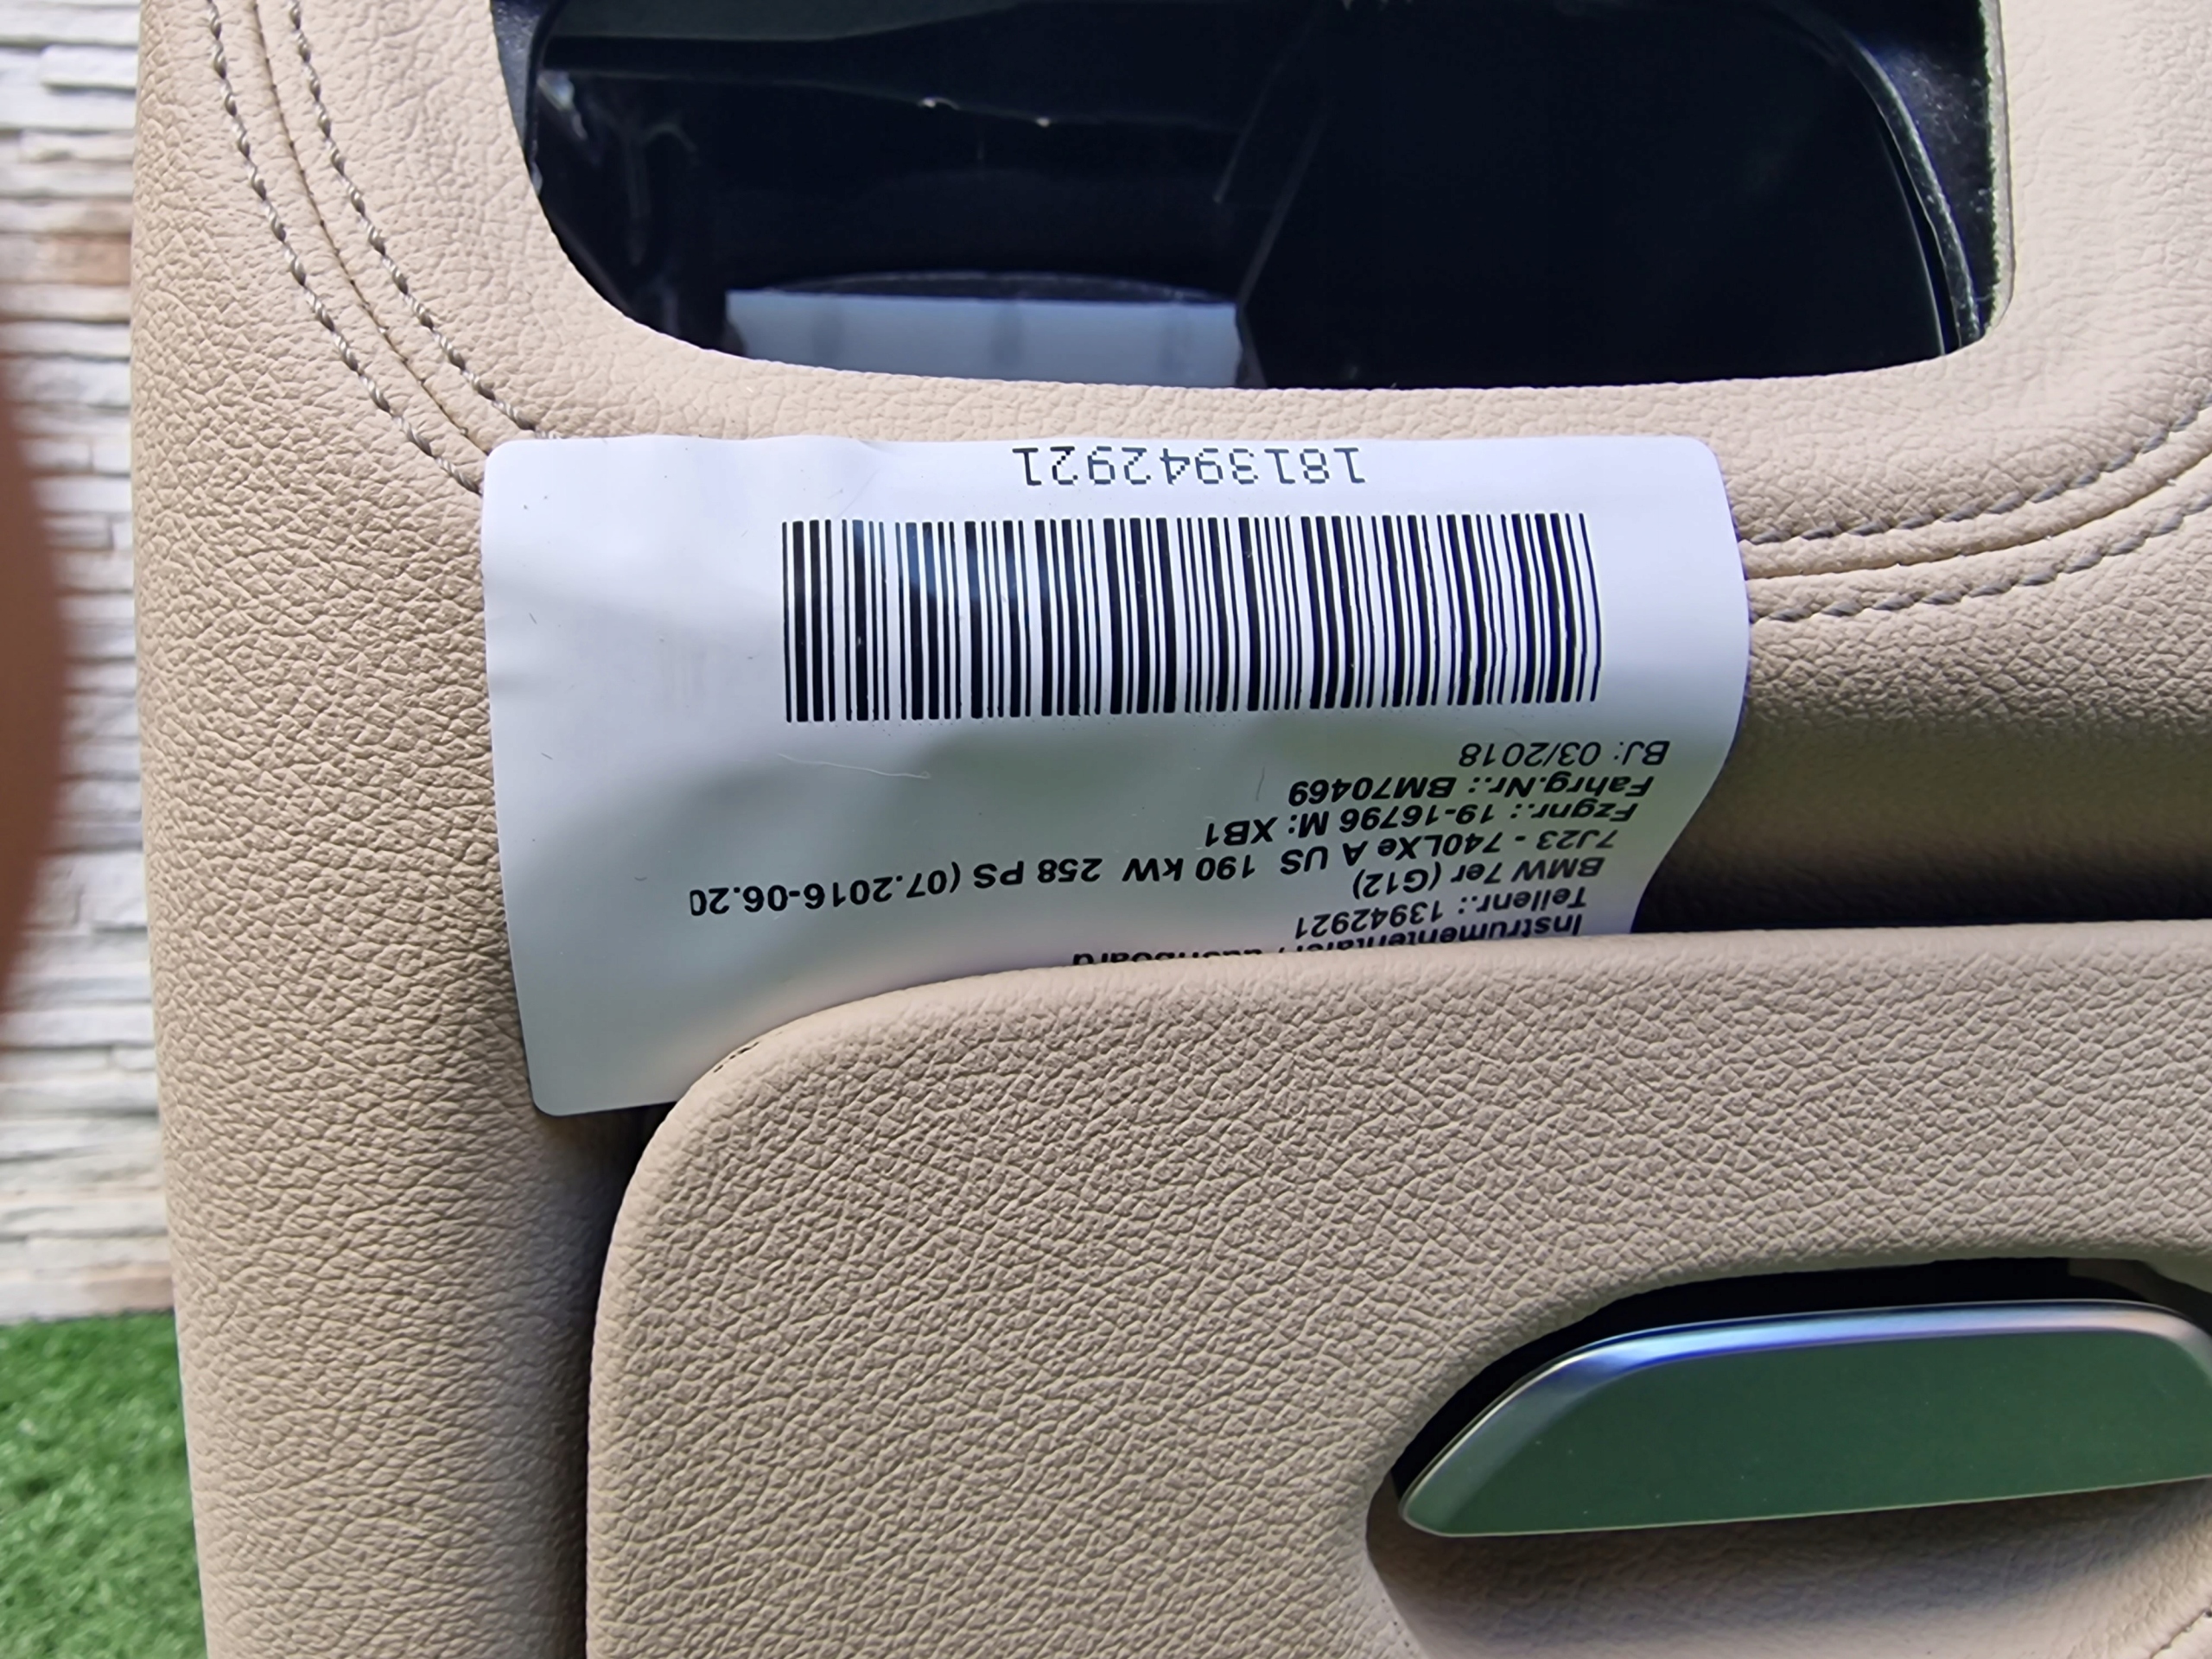 Instrumententafel / dashboard
Teilenr.: 13942921
BMW 7er (G12)
7J23 - 740LXe A US 190 kW 258 PS (07.2016-06.20
Fzgnr.: 19-16796 M: XB1
Fahrg.Nr.: BM70469
BJ: 03/2018
1813942921